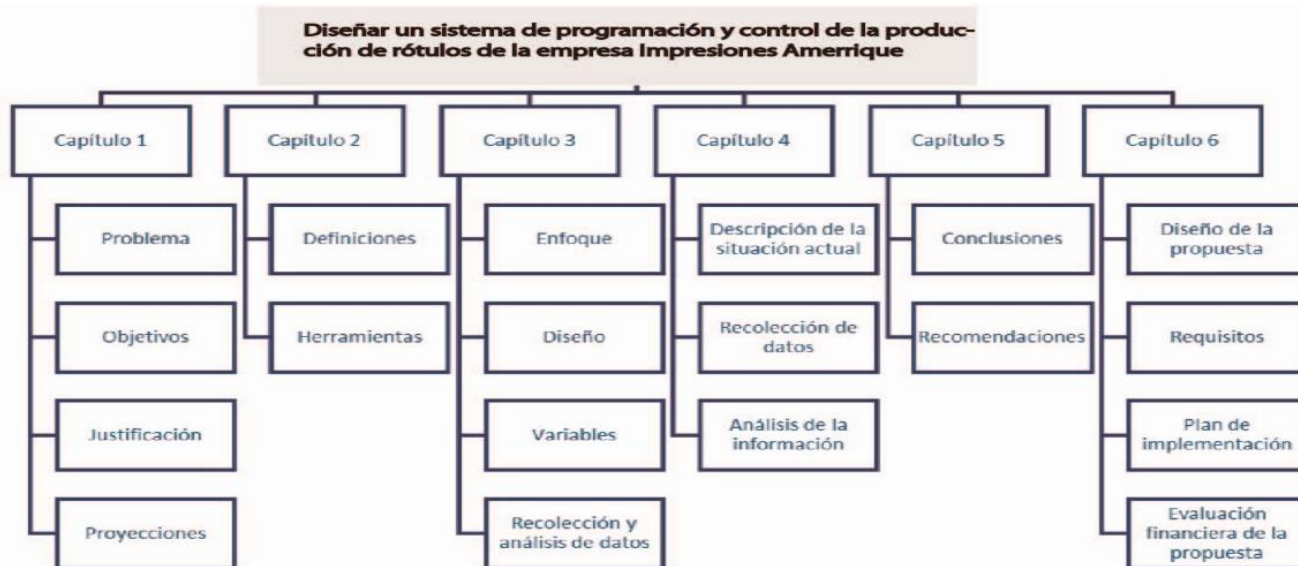 Diseñar un sistema de programación y control de la produc-
ción de rótulos de la empresa Impresiones Amerrique
Capítulo 1
Capítulo 2
Capítulo 3
Capítulo 4
Capítulo 5
Capítulo 6
Problema
Objetivos
Justificación
Proyecciones
Definiciones
Herramientas
Enfoque
Diseño
Variables
Recolección y
análisis de datos
Descripción de la
situación actual
Recolección de
datos
Análisis de la
información
Conclusiones
Recomendaciones
Diseño de la
propuesta
Requisitos
Plan de
implementación
Evaluación
financiera de la
propuesta